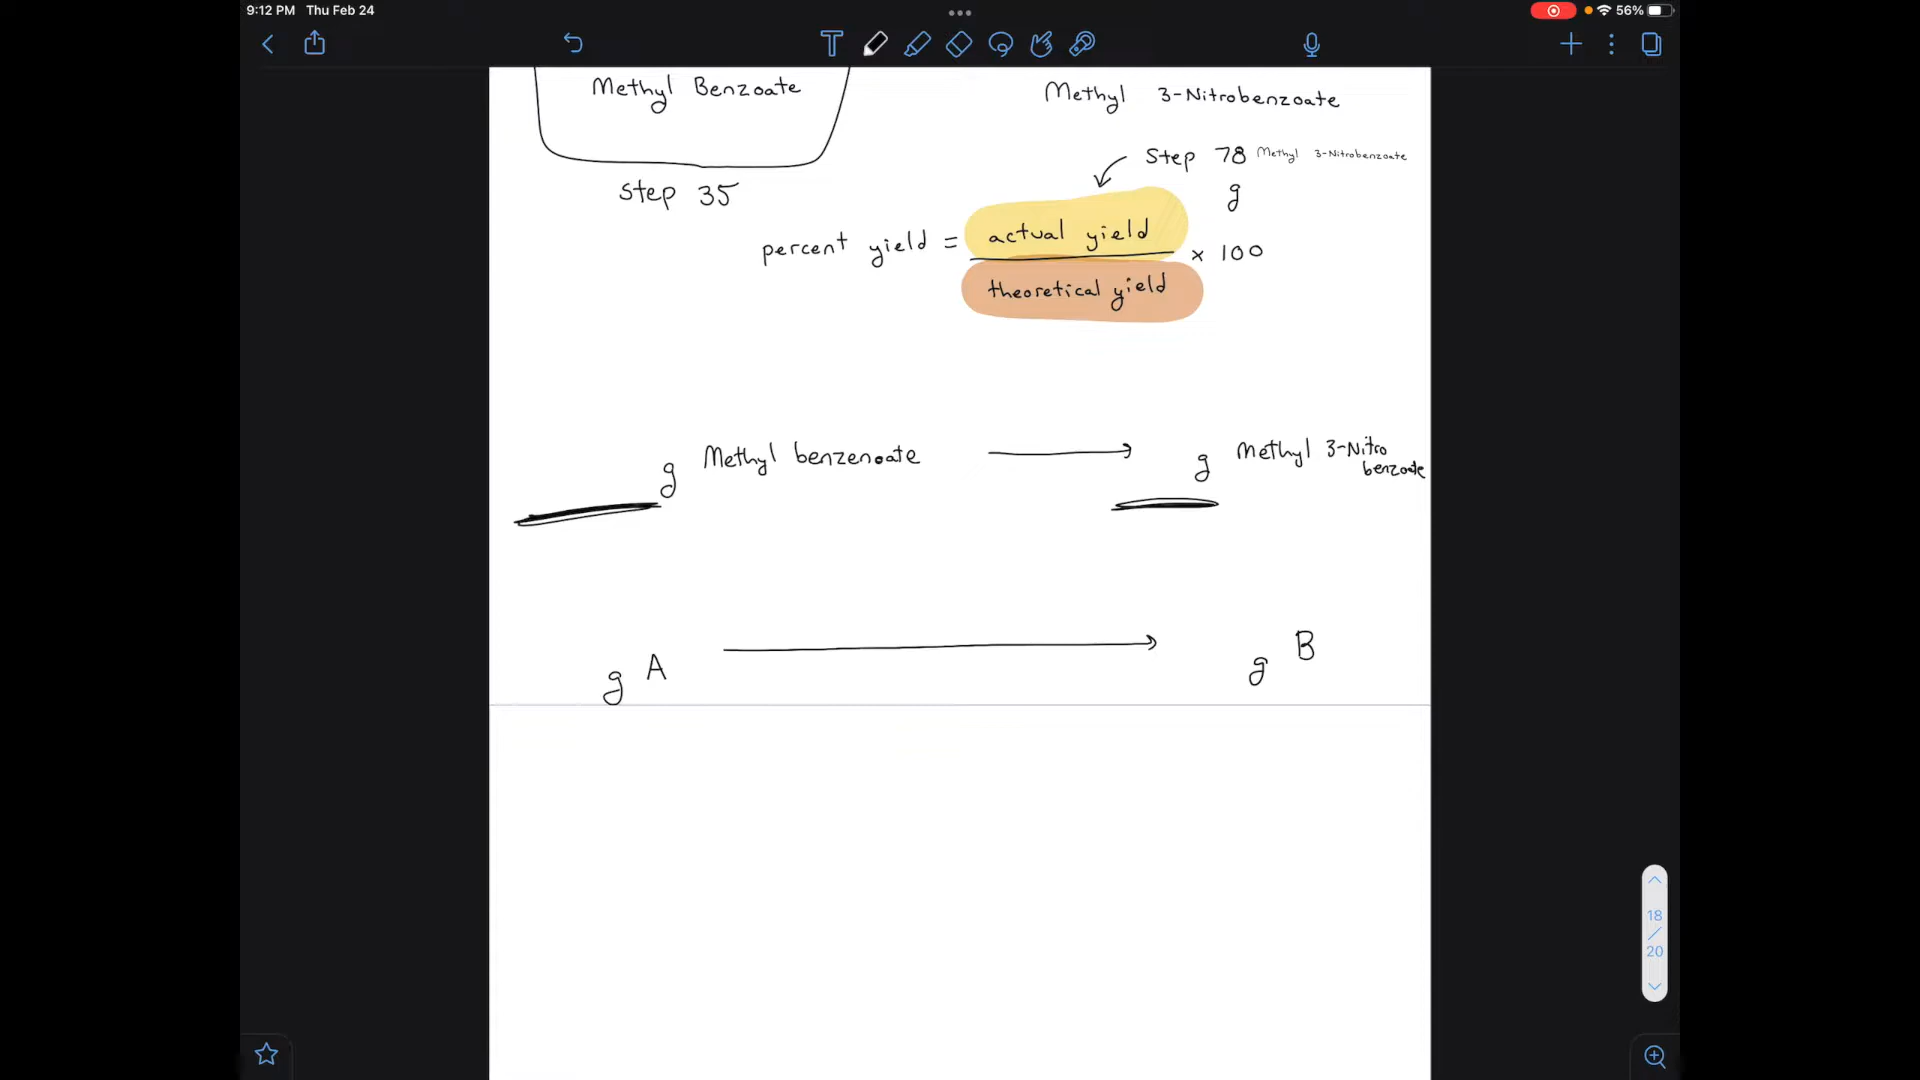 9:12 PM Thu Feb 24
56%
Methyl Benzoate
Methyl 3-Nitrobenzoate
Step 35
Step 78 Methyl 3-Nitrobenzoate
g
percent yield = actual yield
theoretical yield
x 100
g Methyl benzenoate
g Methyl 3-Nitro
benzoate
g A
g B
18
/
20